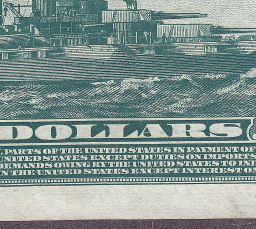 DOLLARS
PARTS OF THE UNITED STATES IN PAYMENT OF
UNITED STATES EXCEPT DUTIES ON IMPORTS
DEMANDS OWING BY THE UNITED STATES TO IN
N THE UNITED STATES EXCEPT INTEREST ON